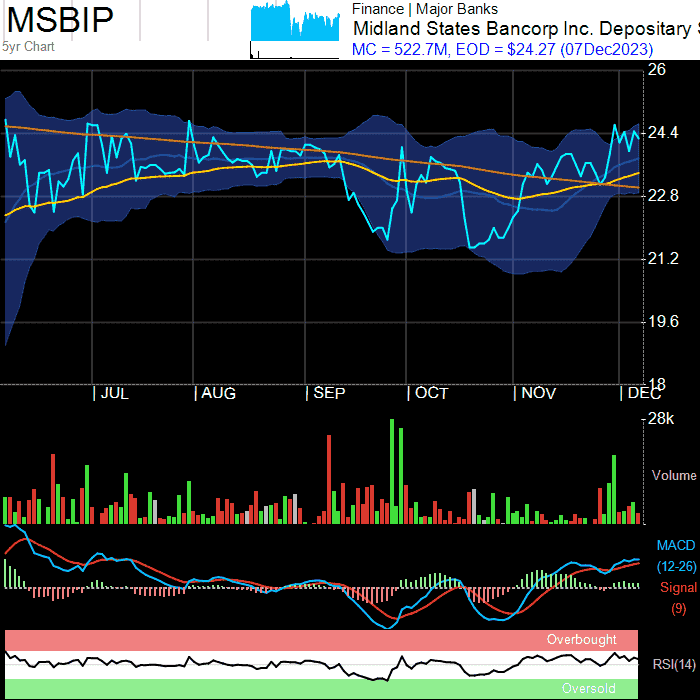 MSBIP
5yr Chart
Finance | Major Banks
Midland States Bancorp Inc. Depositary S
MC = 522.7M, EOD = $24.27 (07Dec2023)
26
24.4
22.8
21.2
19.6
18
JUL
AUG
SEP
OCT
NOV
DEC
28k
Volume
MACD
(12-26)
Signal
(9)
Overbought
RSI(14)
Oversold